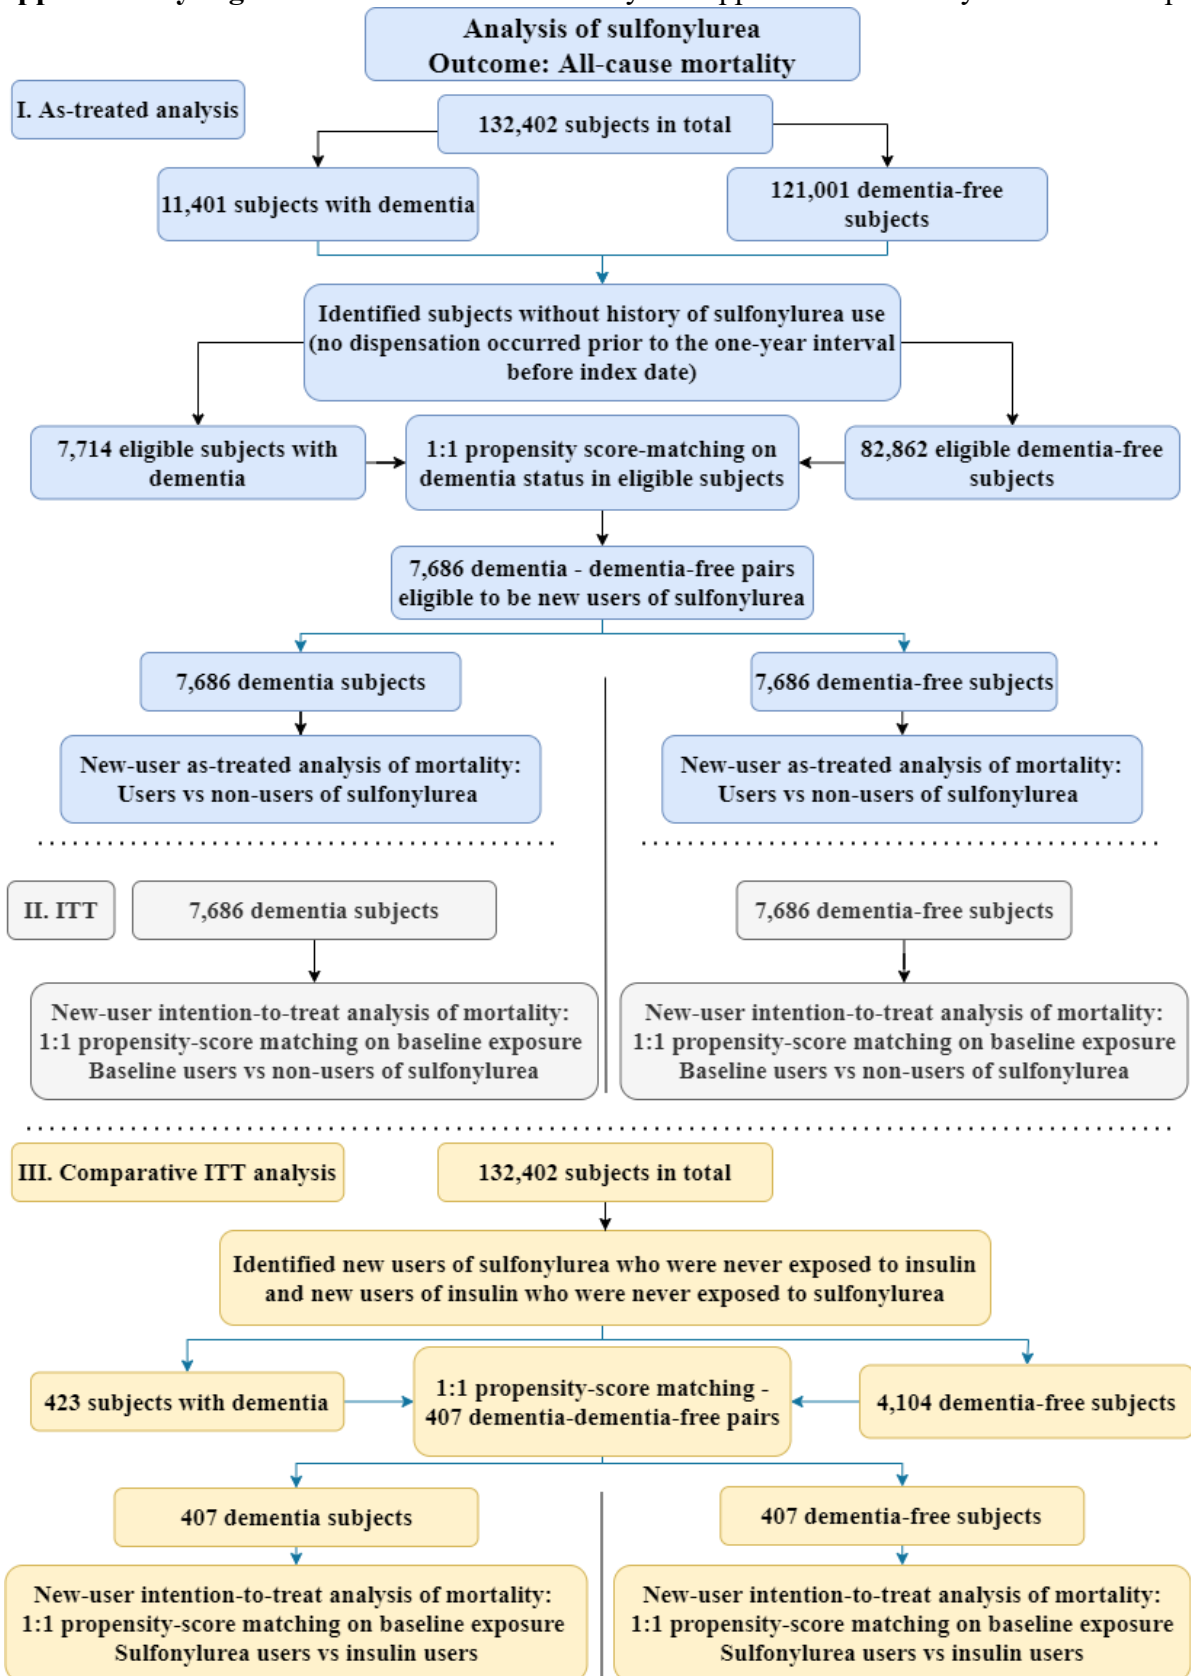 Analysis of sulfonylurea
Outcome: All-cause mortality
I. As-treated analysis
132,402 subjects in total
11,401 subjects with dementia
121,001 dementia-free
subjects
Identified subjects without history of sulfonylurea use
(no dispensation occurred prior to the one-year interval
before index date)
7,714 eligible subjects with
dementia
1:1 propensity score-matching on
dementia status in eligible subjects
82,862 eligible dementia-free
subjects
7,686 dementia - dementia-free pairs
eligible to be new users of sulfonylurea
7,686 dementia subjects
7,686 dementia-free subjects
New-user as-treated analysis of mortality:
Users vs non-users of sulfonylurea
New-user as-treated analysis of mortality:
Users vs non-users of sulfonylurea
II. ITT
7,686 dementia subjects
7,686 dementia-free subjects
New-user intention-to-treat analysis of mortality:
1:1 propensity-score matching on baseline exposure
Baseline users vs non-users of sulfonylurea
New-user intention-to-treat analysis of mortality:
1:1 propensity-score matching on baseline exposure
Baseline users vs non-users of sulfonylurea
III. Comparative ITT analysis
132,402 subjects in total
Identified new users of sulfonylurea who were never exposed to insulin
and new users of insulin who were never exposed to sulfonylurea
423 subjects with dementia
1:1 propensity-score matching -
407 dementia-dementia-free pairs
4,104 dementia-free subjects
407 dementia subjects
407 dementia-free subjects
New-user intention-to-treat analysis of mortality:
1:1 propensity-score matching on baseline exposure
Sulfonylurea users vs insulin users
New-user intention-to-treat analysis of mortality:
1:1 propensity-score matching on baseline exposure
Sulfonylurea users vs insulin users